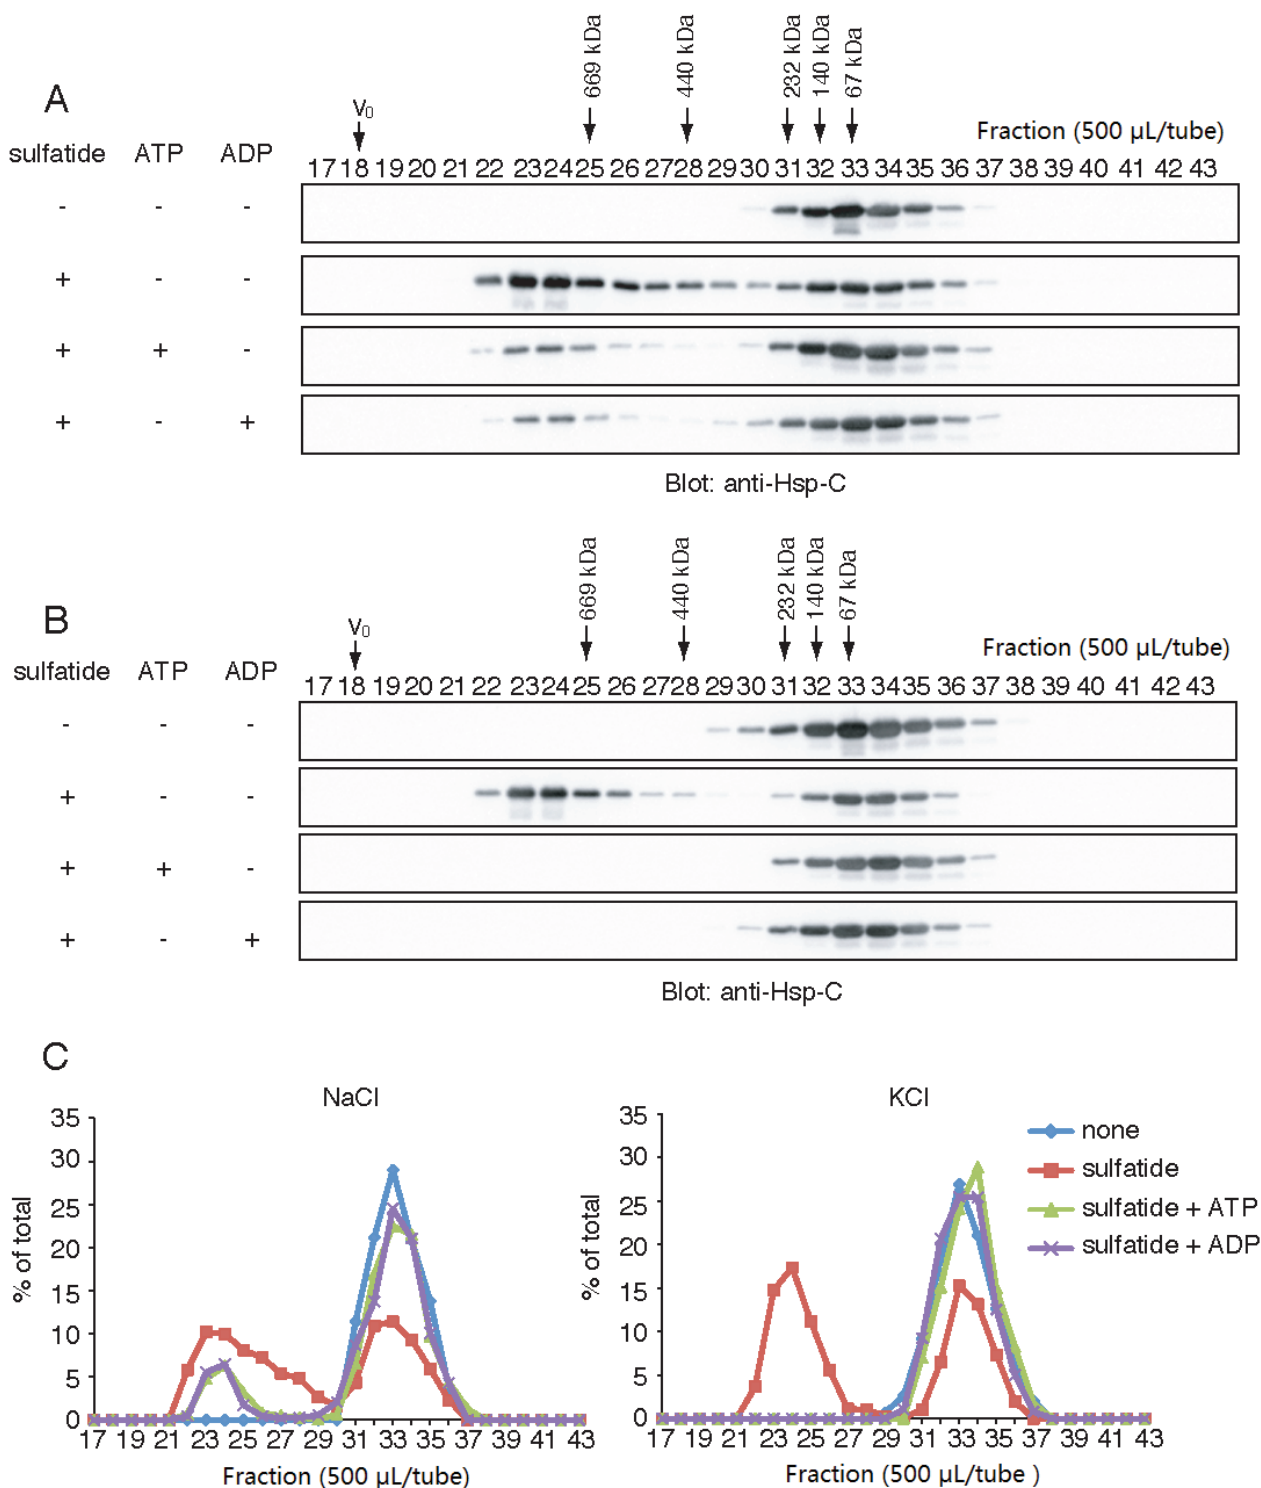 A
669 kDa
440 kDa
232 kDa
140 kDa
67 kDa
V0
Fraction (500 µL/tube)
sulfatide ATP ADP
17 18 19 20 21 22 23 24 25 26 27 28 29 30 31 32 33 34 35 36 37 38 39 40 41 42 43
- - -
+ - -
+ + -
+ - +
Blot: anti-Hsp-C
B
669 kDa
440 kDa
232 kDa
140 kDa
67 kDa
V0
Fraction (500 µL/tube)
sulfatide ATP ADP
17 18 19 20 21 22 23 24 25 26 27 28 29 30 31 32 33 34 35 36 37 38 39 40 41 42 43
- - -
+ - -
+ + -
+ - +
Blot: anti-Hsp-C
C
NaCl
% of total
35
30
25
20
15
10
5
0
17 19 21 23 25 27 29 31 33 35 37 39 41 43
Fraction (500 µL/tube)
KCl
% of total
35
30
25
20
15
10
5
0
17 19 21 23 25 27 29 31 33 35 37 39 41 43
Fraction (500 µL/tube )
none
sulfatide
sulfatide + ATP
sulfatide + ADP